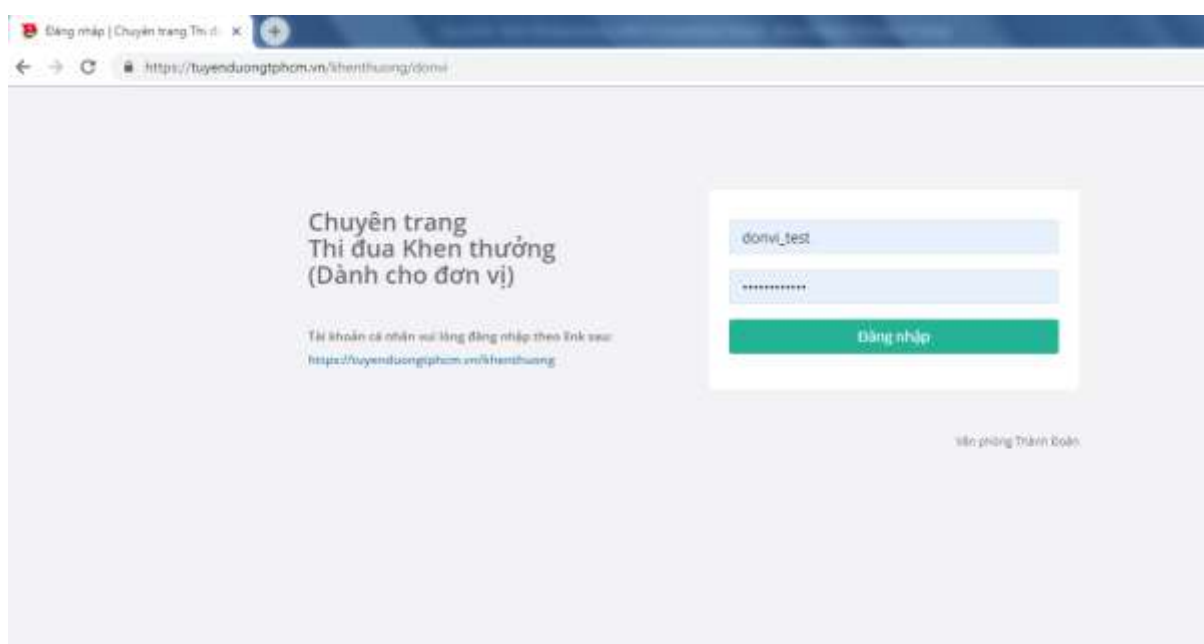 Đăng nhập | Chuyên trang Thi đ
https://tuyenduongtphcm.vn/khenthuong/donvi
Chuyên trang
Thi đua Khen thưởng
(Dành cho đơn vị)
donvi_test
••••••••••••
Đăng nhập
Tài khoản cá nhân vui lòng đăng nhập theo link sau:
https://tuyenduongtphcm.vn/khenthuong
Văn phòng Thành Đoàn